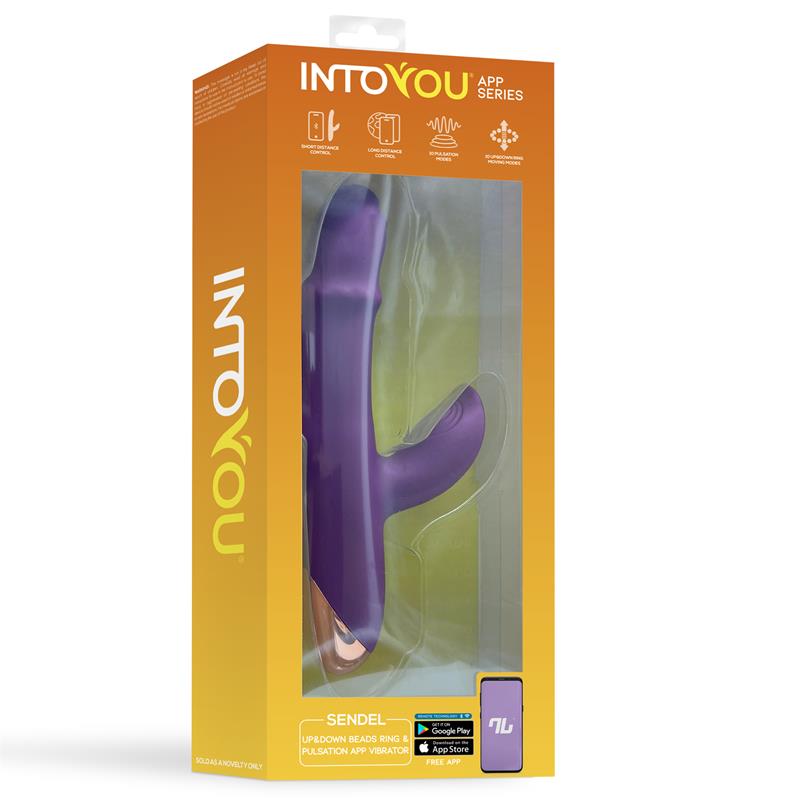 INTOYOU® APP
SERIES
SHORT DISTANCE
CONTROL
LONG DISTANCE
CONTROL
10 PULSATION
MODES
10 UP&DOWN RING
MOVING MODES
INTOYOU®
SENDEL
UP&DOWN BEADS RING &
PULSATION APP VIBRATOR
REMOTE TECHNOLOGY
GET IT ON
Google Play
Download on the
App Store
FREE APP
SOLD AS A NOVELTY ONLY